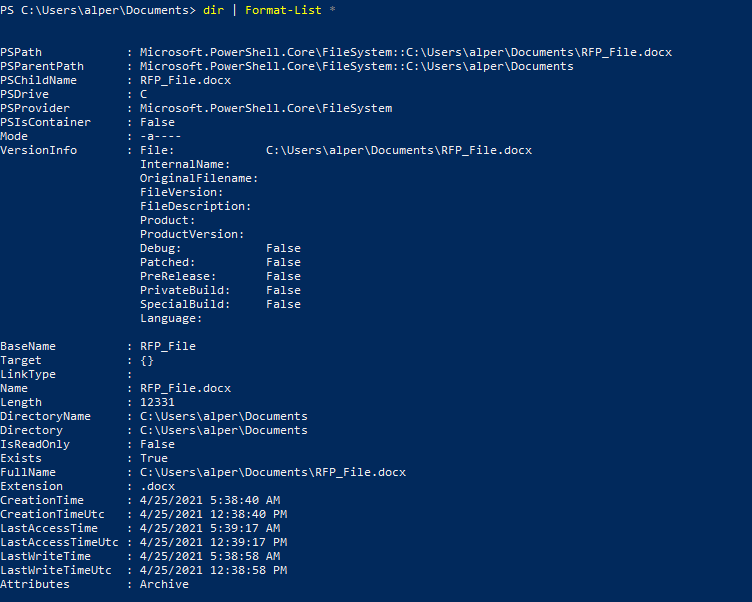 PS C:\Users\alper\Documents> dir | Format-List *
PSPath            : Microsoft.PowerShell.Core\FileSystem::C:\Users\alper\Documents\RFP_File.docx
PSParentPath      : Microsoft.PowerShell.Core\FileSystem::C:\Users\alper\Documents
PSChildName       : RFP_File.docx
PSDrive           : C
PSProvider        : Microsoft.PowerShell.Core\FileSystem
PSIsContainer     : False
Mode              : -a----
VersionInfo       : File:             C:\Users\alper\Documents\RFP_File.docx
                    InternalName:
                    OriginalFilename:
                    FileVersion:
                    FileDescription:
                    Product:
                    ProductVersion:
                    Debug:            False
                    Patched:          False
                    PreRelease:       False
                    PrivateBuild:     False
                    SpecialBuild:     False
                    Language:
BaseName          : RFP_File
Target            : {}
LinkType          :
Name              : RFP_File.docx
Length            : 12331
DirectoryName     : C:\Users\alper\Documents
Directory         : C:\Users\alper\Documents
IsReadOnly        : False
Exists            : True
FullName          : C:\Users\alper\Documents\RFP_File.docx
Extension         : .docx
CreationTime      : 4/25/2021 5:38:40 AM
CreationTimeUtc   : 4/25/2021 12:38:40 PM
LastAccessTime    : 4/25/2021 5:39:17 AM
LastAccessTimeUtc : 4/25/2021 12:39:17 PM
LastWriteTime     : 4/25/2021 5:38:58 AM
LastWriteTimeUtc  : 4/25/2021 12:38:58 PM
Attributes        : Archive